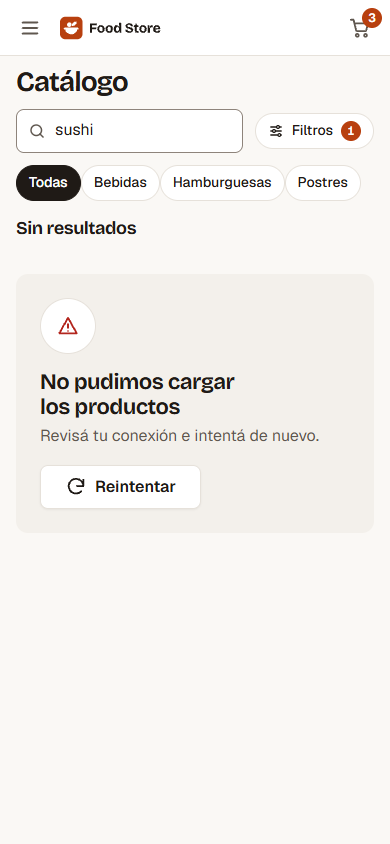 Food Store
3
Catálogo
sushi
Filtros 1
Todas Bebidas Hamburguesas Postres
Sin resultados
No pudimos cargar
los productos
Revisá tu conexión e intentá de nuevo.
Reintentar